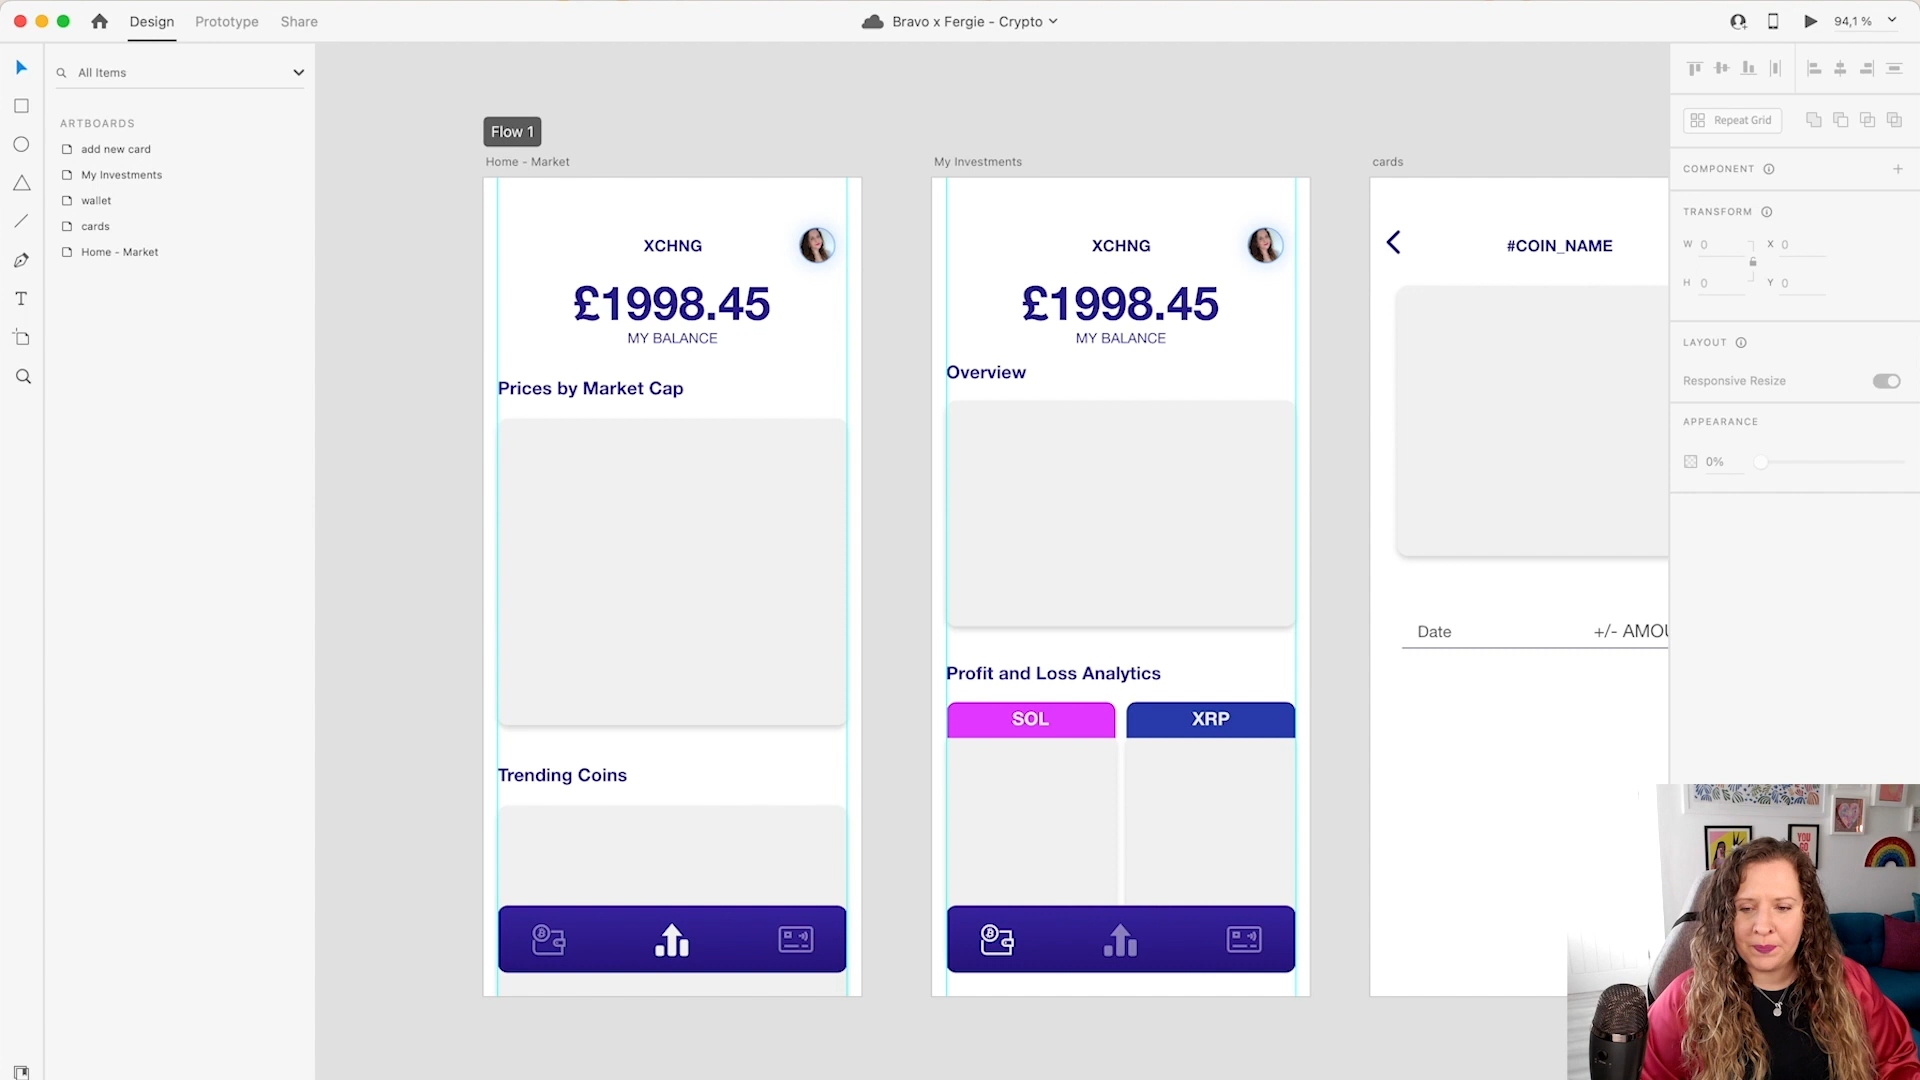 Design
Prototype
Share
Bravo x Fergie - Crypto
94,1 %
All Items
ARTBOARDS
add new card
My Investments
wallet
cards
Home - Market
Flow 1
Home - Market
XCHNG
£1998.45
MY BALANCE
Prices by Market Cap
Trending Coins
My Investments
XCHNG
£1998.45
MY BALANCE
Overview
Profit and Loss Analytics
SOL
XRP
cards
#COIN_NAME
Date
+/- AMOU
Repeat Grid
COMPONENT
TRANSFORM
W 0
X 0
H 0
Y 0
LAYOUT
Responsive Resize
APPEARANCE
0%